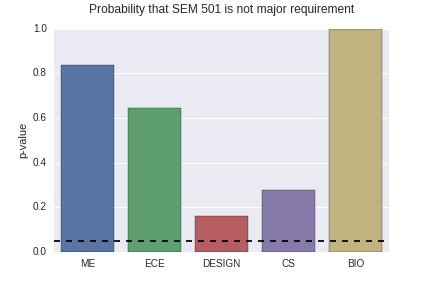 Probability that SEM 501 is not major requirement
1.0
0.8
0.6
0.4
0.2
0.0
p-value
ME ECE DESIGN CS BIO